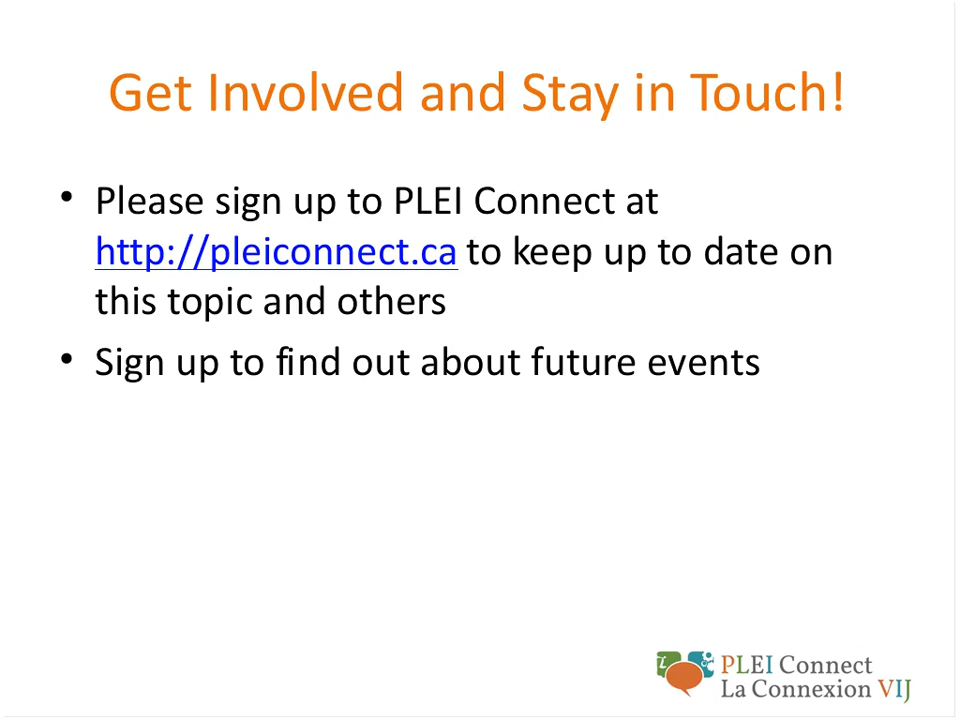 Get Involved and Stay in Touch!
• Please sign up to PLEI Connect at
http://pleiconnect.ca to keep up to date on
this topic and others
• Sign up to find out about future events
PLEI Connect
La Connexion VIJ